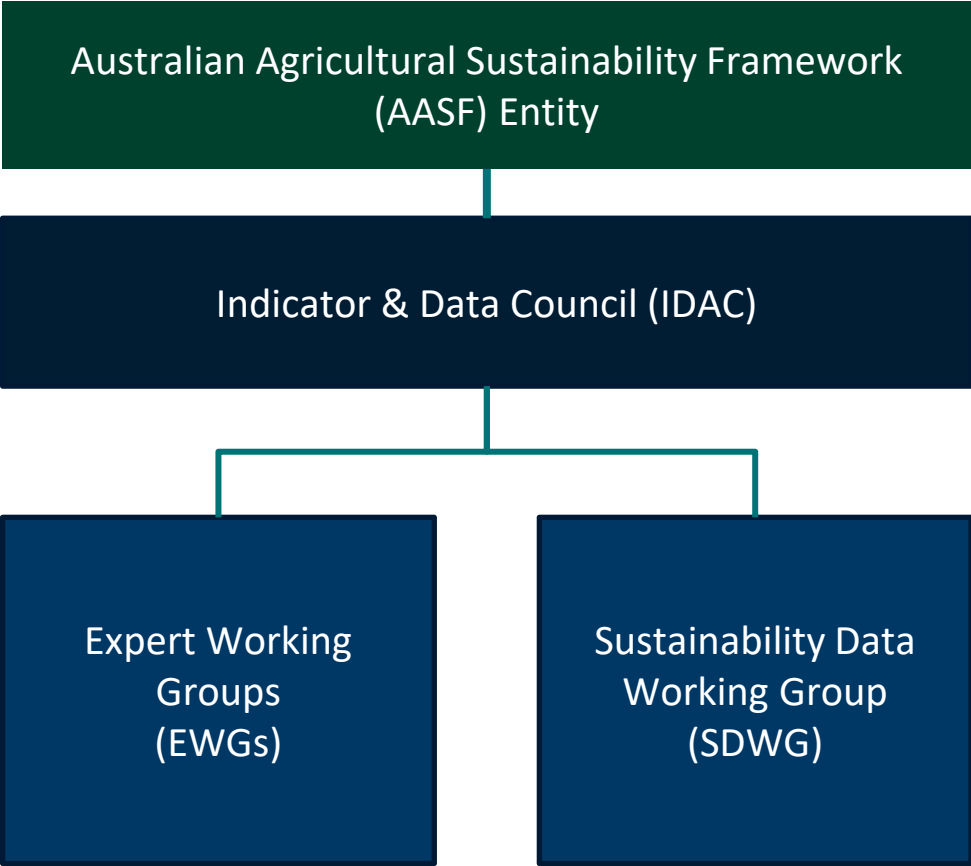 Australian Agricultural Sustainability Framework
(AASF) Entity
Indicator & Data Council (IDAC)
Expert Working
Groups
(EWGs)
Sustainability Data
Working Group
(SDWG)